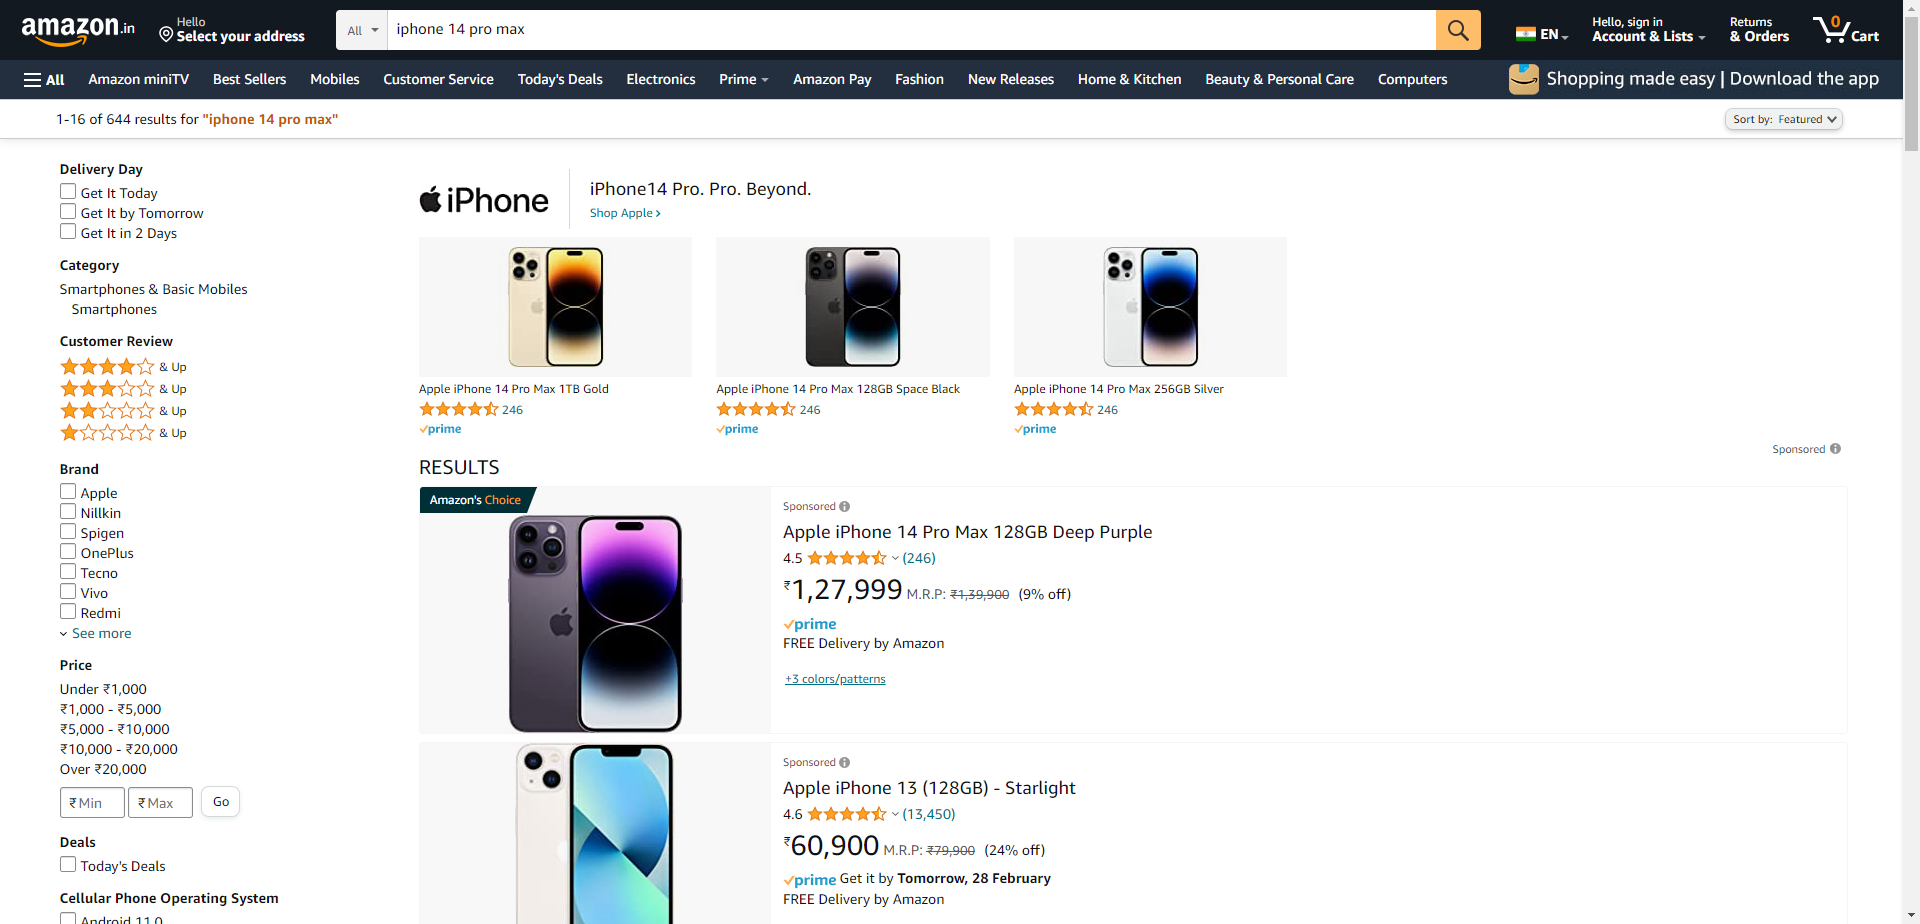 amazon.in
Hello
Select your address
All
iphone 14 pro max
EN
Hello, sign in
Account & Lists
Returns
& Orders
0
Cart
All
Amazon miniTV
Best Sellers
Mobiles
Customer Service
Today's Deals
Electronics
Prime
Amazon Pay
Fashion
New Releases
Home & Kitchen
Beauty & Personal Care
Computers
Shopping made easy | Download the app
1-16 of 644 results for "iphone 14 pro max"
Sort by: Featured
Delivery Day
Get It Today
Get It by Tomorrow
Get It in 2 Days
Category
Smartphones & Basic Mobiles
Smartphones
Customer Review
& Up
& Up
& Up
& Up
Brand
Apple
Nillkin
Spigen
OnePlus
Tecno
Vivo
Redmi
See more
Price
Under ₹1,000
₹1,000 - ₹5,000
₹5,000 - ₹10,000
₹10,000 - ₹20,000
Over ₹20,000
₹ Min
₹ Max
Go
Deals
Today's Deals
Cellular Phone Operating System
Android 11.0
iPhone
iPhone14 Pro. Pro. Beyond.
Shop Apple ›
Apple iPhone 14 Pro Max 1TB Gold
246
prime
Apple iPhone 14 Pro Max 128GB Space Black
246
prime
Apple iPhone 14 Pro Max 256GB Silver
246
prime
Sponsored
RESULTS
Amazon's Choice
Sponsored
Apple iPhone 14 Pro Max 128GB Deep Purple
4.5 (246)
₹1,27,999 M.R.P: ₹1,39,900 (9% off)
prime
FREE Delivery by Amazon
+3 colors/patterns
Sponsored
Apple iPhone 13 (128GB) - Starlight
4.6 (13,450)
₹60,900 M.R.P: ₹79,900 (24% off)
prime Get it by Tomorrow, 28 February
FREE Delivery by Amazon